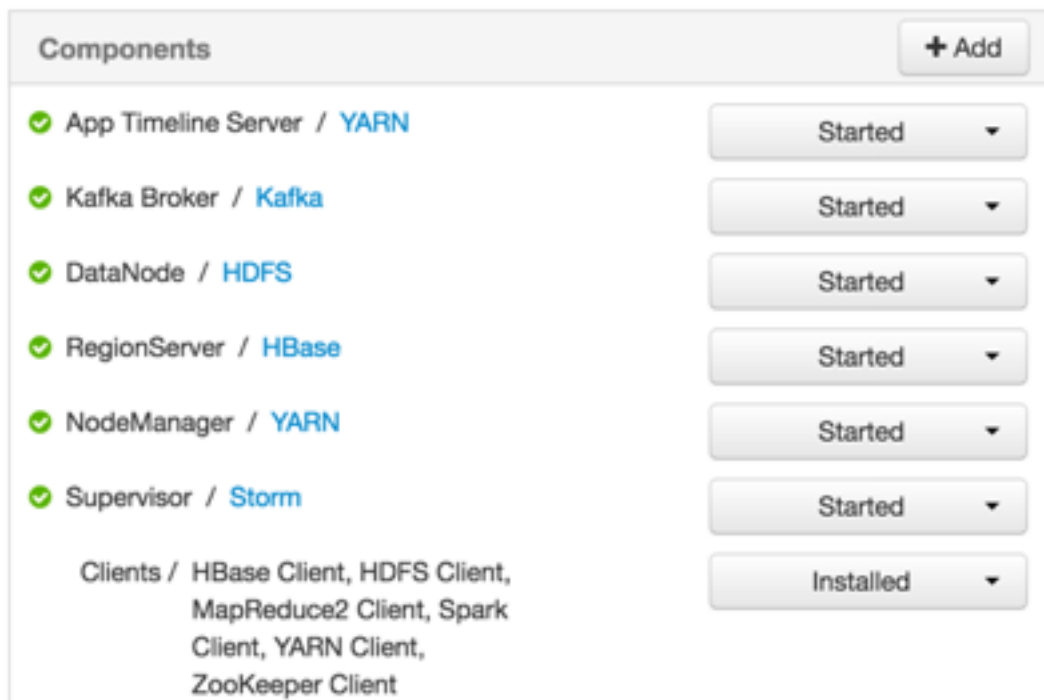 Components
+ Add
App Timeline Server / YARN
Started
Kafka Broker / Kafka
Started
DataNode / HDFS
Started
RegionServer / HBase
Started
NodeManager / YARN
Started
Supervisor / Storm
Started
Clients / HBase Client, HDFS Client,
Installed
MapReduce2 Client, Spark
Client, YARN Client,
ZooKeeper Client